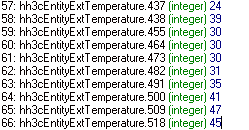 57: hh3cEntityExtTemperature.437 (integer) 24
58: hh3cEntityExtTemperature.438 (integer) 39
59: hh3cEntityExtTemperature.455 (integer) 30
60: hh3cEntityExtTemperature.464 (integer) 30
61: hh3cEntityExtTemperature.473 (integer) 30
62: hh3cEntityExtTemperature.482 (integer) 31
63: hh3cEntityExtTemperature.491 (integer) 35
64: hh3cEntityExtTemperature.500 (integer) 41
65: hh3cEntityExtTemperature.509 (integer) 47
66: hh3cEntityExtTemperature.518 (integer) 45